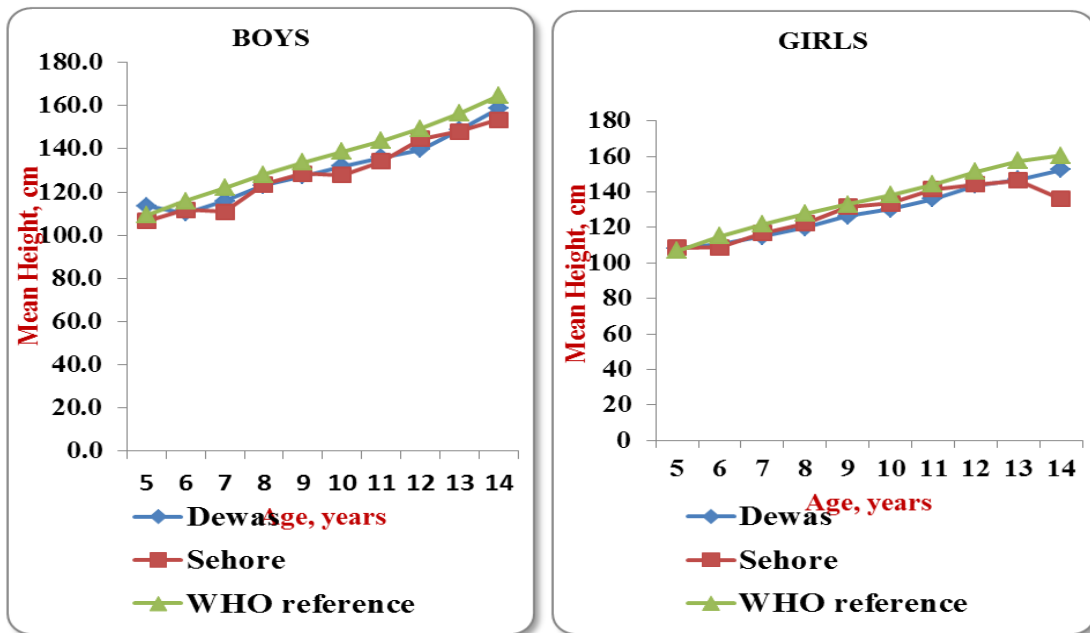 BOYS
180.0
160.0
140.0
120.0
100.0
80.0
60.0
40.0
20.0
0.0
Mean Height, cm
5 6 7 8 9 10 11 12 13 14
Age, years
Dewas
Sehore
WHO reference
GIRLS
180
160
140
120
100
80
60
40
20
0
Mean Height, cm
5 6 7 8 9 10 11 12 13 14
Age, years
Dewas
Sehore
WHO reference